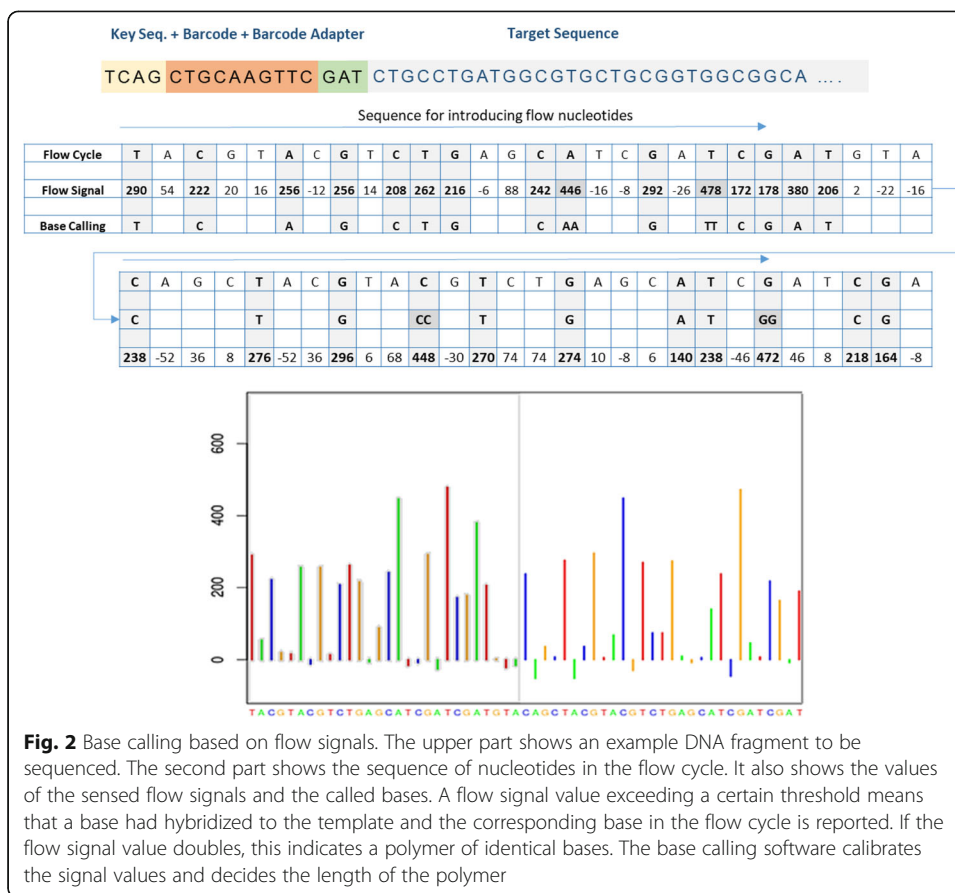 Key Seq. + Barcode + Barcode Adapter Target Sequence
TCAG CTGCAAGTTC GAT CTGCCTGATGGCGTGCTGCGGTGGCGGCA ....
Sequence for introducing flow nucleotides
Flow Cycle T A C G T A C G T C T G A G C A T C G A T C G A T G T A
Flow Signal 290 54 222 20 16 256 -12 256 14 208 262 216 -6 88 242 446 -16 -8 292 -26 478 172 178 380 206 2 -22 -16
Base Calling T C A G C T G C AA G TT C G A T
C A G C T A C G T A C G T C T G A G C A T C G A T C G A
C T G CC T G A T GG C G
238 -52 36 8 276 -52 36 296 6 68 448 -30 270 74 74 274 10 -8 6 140 238 -46 472 46 8 218 164 -8
600
400
200
0
TACGTACGTCTGAGCATCGATCGATGTACAGCTACGTACGTCTGAGCATCGATCGAT
Fig. 2 Base calling based on flow signals. The upper part shows an example DNA fragment to be
sequenced. The second part shows the sequence of nucleotides in the flow cycle. It also shows the values
of the sensed flow signals and the called bases. A flow signal value exceeding a certain threshold means
that a base had hybridized to the template and the corresponding base in the flow cycle is reported. If the
flow signal value doubles, this indicates a polymer of identical bases. The base calling software calibrates
the signal values and decides the length of the polymer